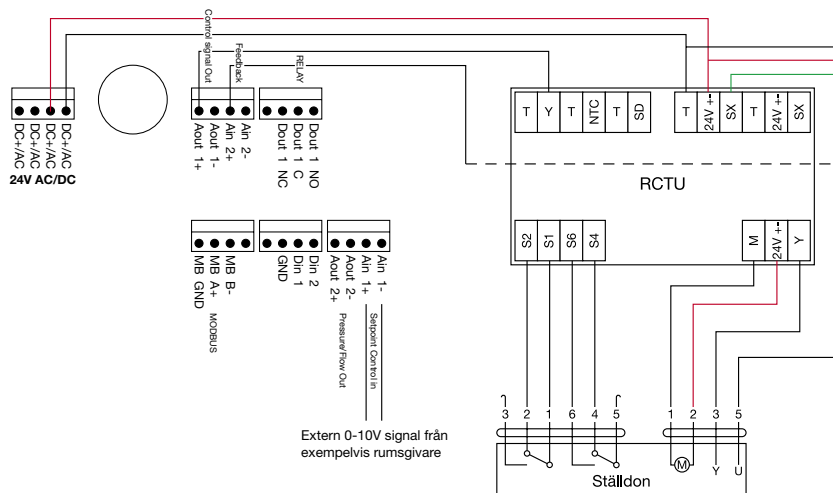 Control signal Out
Feedback
RELAY
DC+/AC
DC+/AC
DC+/AC
DC+/AC
24V AC/DC
Aout 1+
Aout 1-
Ain 2+
Ain 2-
Dout 1 NC
Dout 1 C
Dout 1 NO
T
Y
T
NTC
T
SD
T
24V +-
SX
T
24V +-
SX
RCTU
S2
S1
S6
S4
M
24V +-
Y
MB GND
MB A+
MB B-
MODBUS
GND
Din 1
Din 2
Aout 2+
Aout 2-
Ain 1+
Ain 1-
Pressure/Flow Out
Setpoint Control in
Extern 0-10V signal från
exempelvis rumsgivare
3
2
1
6
4
5
1
2
3
5
M
Y
U
Ställdon